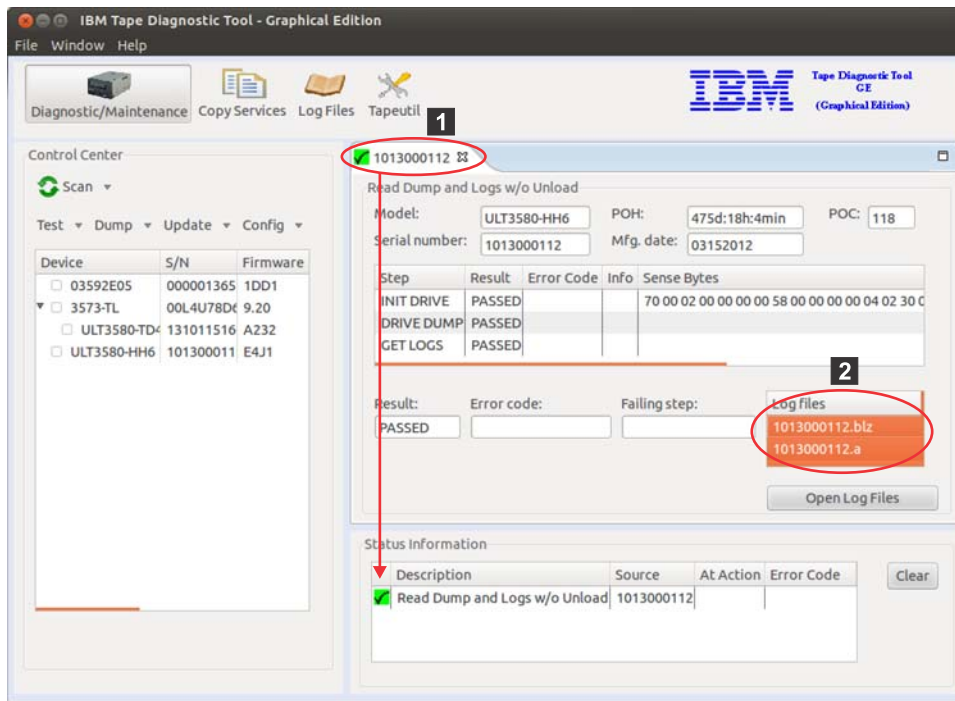 IBM Tape Diagnostic Tool - Graphical Edition
File Window Help
Diagnostic/Maintenance Copy Services Log Files Tapeutil
IBM
Tape Diagnostic Tool
GE
(Graphical Edition)
1
Control Center
Scan
Test Dump Update Config
Device S/N Firmware
03592E05 000001365 1DD1
3573-TL 00L4U78D6 9.20
ULT3580-TD4 131011516 A232
ULT3580-HH6 101300011 E4J1
1013000112
Read Dump and Logs w/o Unload
Model: ULT3580-HH6 POH: 475d:18h:4min POC: 118
Serial number: 1013000112 Mfg. date: 03152012
Step Result Error Code Info Sense Bytes
INIT DRIVE PASSED 70 00 02 00 00 00 00 58 00 00 00 00 04 02 30 0
DRIVE DUMP PASSED
GET LOGS PASSED
2
Result: Error code: Failing step: Log files
PASSED
1013000112.blz
1013000112.a
Open Log Files
Status Information
Description Source At Action Error Code
Read Dump and Logs w/o Unload 1013000112
Clear